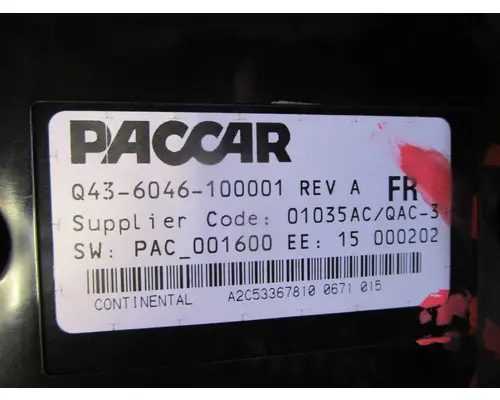 PACCAR
Q43-6046-100001 REV A FR
Supplier Code: 01035AC/QAC-3
SW: PAC_001600 EE: 15 000202
CONTINENTAL A2C53367810 0671 015